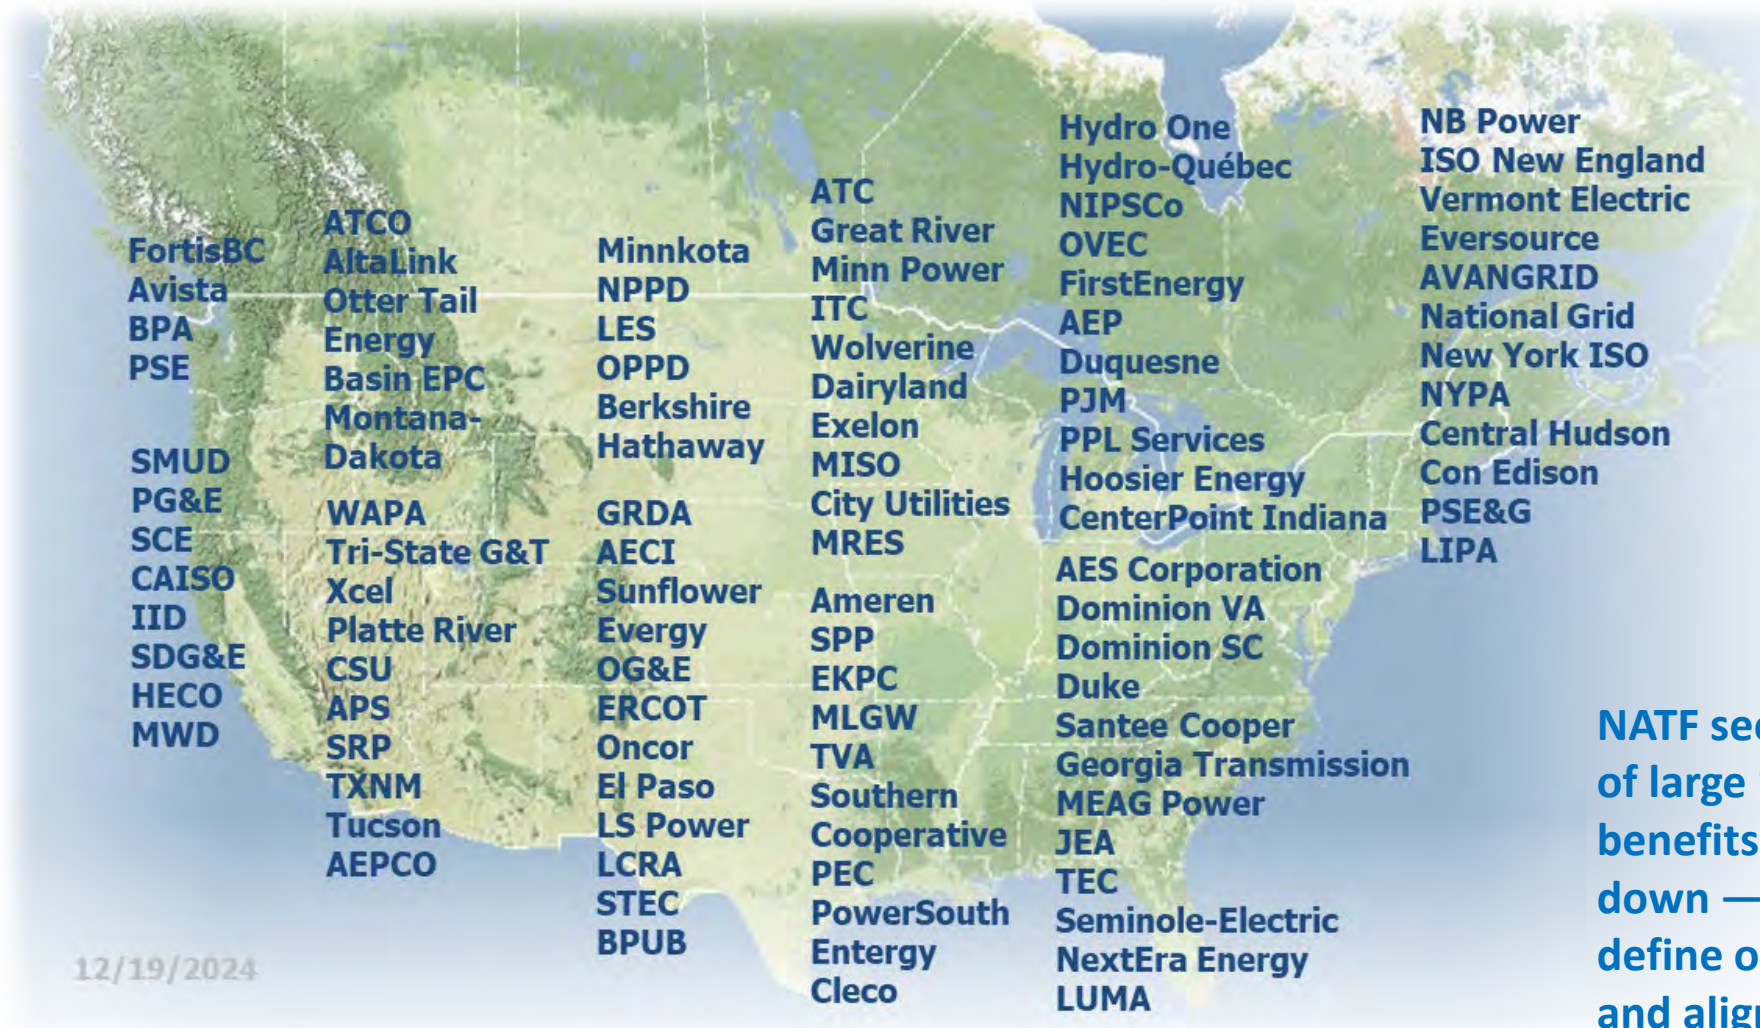 FortisBC
Avista
BPA
PSE
SMUD
PG&E
SCE
CAISO
IID
SDG&E
HECO
MWD
ATCO
AltaLink
Otter Tail
Energy
Basin EPC
Montana-
Dakota
WAPA
Tri-State G&T
Xcel
Platte River
CSU
APS
SRP
TXNM
Tucson
AEPCO
Minnkota
NPPD
LES
OPPD
Berkshire
Hathaway
GRDA
AECI
Sunflower
Evergy
OG&E
ERCOT
Oncor
El Paso
LS Power
LCRA
STEC
BPUB
ATC
Great River
Minn Power
ITC
Wolverine
Dairyland
Exelon
MISO
City Utilities
MRES
Ameren
SPP
EKPC
MLGW
TVA
Southern
Cooperative
PEC
PowerSouth
Entergy
Cleco
Hydro One
Hydro-Québec
NIPSCo
OVEC
FirstEnergy
AEP
Duquesne
PJM
PPL Services
Hoosier Energy
CenterPoint Indiana
AES Corporation
Dominion VA
Dominion SC
Duke
Santee Cooper
Georgia Transmission
MEAG Power
JEA
TEC
Seminole-Electric
NextEra Energy
LUMA
NB Power
ISO New England
Vermont Electric
Eversource
AVANGRID
National Grid
New York ISO
NYPA
Central Hudson
Con Edison
PSE&G
LIPA
NATF
of large
benefits
down —
define
and
12/19/2024